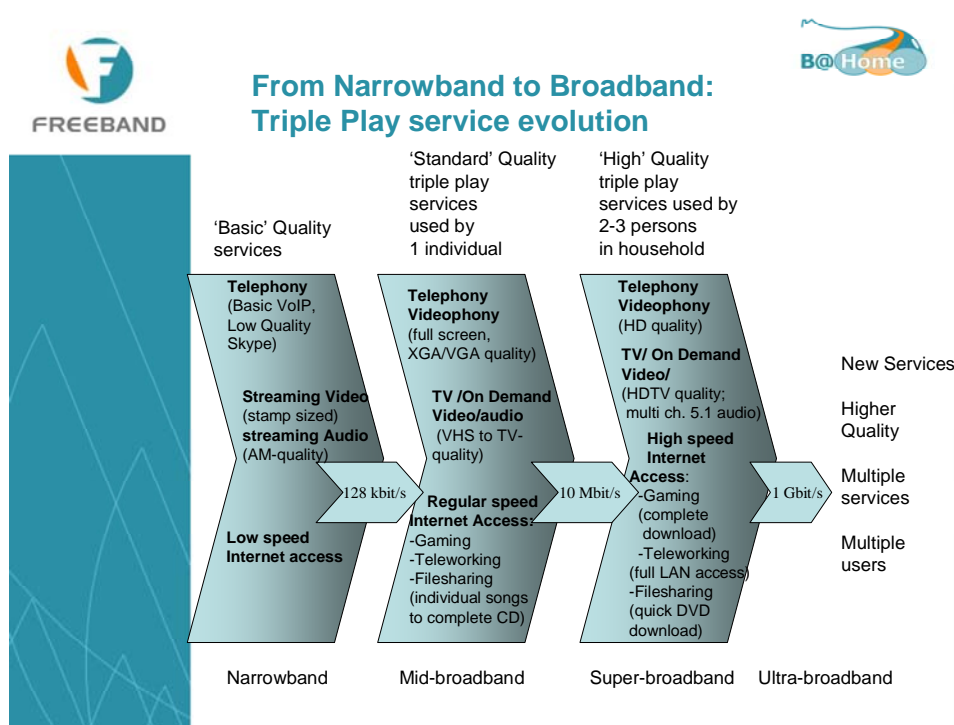 FREEBAND
B@Home
From Narrowband to Broadband:
Triple Play service evolution
‘Basic’ Quality
services
‘Standard’ Quality
triple play
services
used by
1 individual
‘High’ Quality
triple play
services used by
2-3 persons
in household
Telephony
(Basic VoIP,
Low Quality
Skype)
Streaming Video
(stamp sized)
streaming Audio
(AM-quality)
Low speed
Internet access
128 kbit/s
Telephony
Videophony
(full screen,
XGA/VGA quality)
TV /On Demand
Video/audio
(VHS to TV-
quality)
Regular speed
Internet Access:
-Gaming
-Teleworking
-Filesharing
(individual songs
to complete CD)
10 Mbit/s
Telephony
Videophony
(HD quality)
TV/ On Demand
Video/
(HDTV quality;
multi ch. 5.1 audio)
High speed
Internet
Access:
-Gaming
(complete
download)
-Teleworking
(full LAN access)
-Filesharing
(quick DVD
download)
1 Gbit/s
New Services
Higher
Quality
Multiple
services
Multiple
users
Narrowband
Mid-broadband
Super-broadband
Ultra-broadband